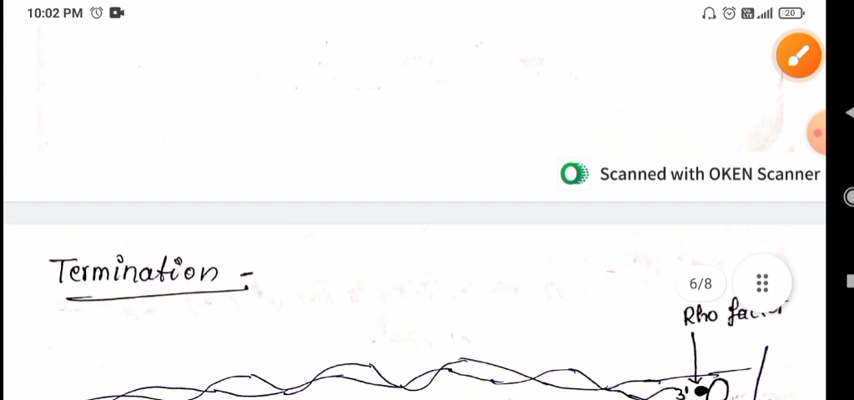 10:02 PM
20
Scanned with OKEN Scanner
Termination -
6/8
Rho
3'